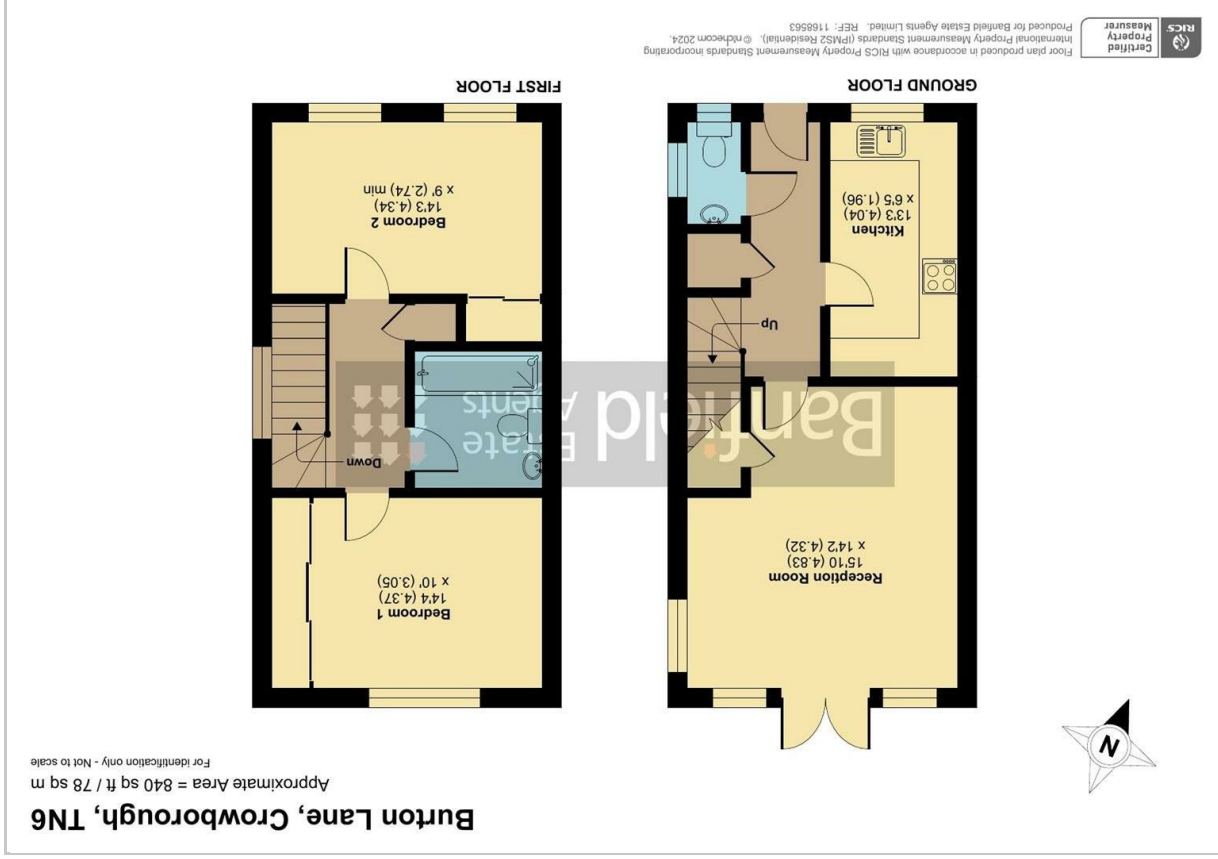 Burton Lane, Crowborough, TN6
Approximate Area = 840 sq ft / 78 sq m
For identification only - Not to scale
N
Reception Room
15'10 (4.83)
x 14'2 (4.32)
Up
Kitchen
13'3 (4.04)
x 6'5 (1.96)
GROUND FLOOR
Bedroom 1
14'4 (4.37)
x 10' (3.05)
Down
Bedroom 2
14'3 (4.34)
x 9' (2.74) min
FIRST FLOOR
Banfield
Estate
Agents
RICS
Certified
Property
Measurer
Floor plan produced in accordance with RICS Property Measurement Standards incorporating
International Property Measurement Standards (IPMS2 Residential). ©nichecom 2024.
Produced for Banfield Estate Agents Limited. REF: 1168563